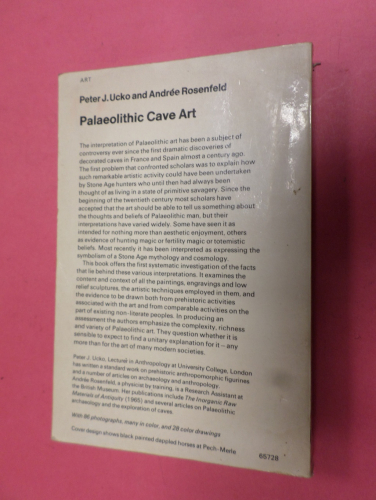 ART
Peter J. Ucko and Andrée Rosenfeld
Palaeolithic Cave Art
The interpretation of Palaeolithic art has been a subject of
controversy ever since the first dramatic discoveries of
decorated caves in France and Spain almost a century ago.
The first problem that confronted scholars was to explain how
such remarkable artistic activity could have been undertaken
by Stone Age hunters who until then had always been
thought of as living in a state of primitive savagery. Since the
beginning of the twentieth century most scholars have
accepted that the art should be able to tell us something about
the thoughts and beliefs of Palaeolithic man, but their
interpretations have varied widely. Some have seen it as
intended for nothing more than aesthetic enjoyment, others
as evidence of hunting magic or fertility magic or totemistic
beliefs. Most recently it has been interpreted as expressing the
symbolism of a Stone Age mythology and cosmology.
This book offers the first systematic investigation of the facts
that lie behind these various interpretations. It examines the
content and context of all the paintings, engravings and low
relief sculptures, the artistic techniques employed in them, and
the evidence to be drawn both from prehistoric activities
associated with the art and from comparable activities on the
part of existing non-literate peoples. In producing an
assessment the authors emphasize the complexity, richness
and variety of Palaeolithic art. They question whether it is
sensible to expect to find a unitary explanation for it—any
more than for the art of many modern societies.
Peter J. Ucko, Lecturer in Anthropology at University College, London
has written a standard work on prehistoric anthropomorphic figurines
and a number of articles on archaeology and anthropology.
Andrée Rosenfeld, a physicist by training, is a Research Assistant at
the British Museum. Her publications include The Inorganic Raw
Materials of Antiquity (1965) and several articles on Palaeolithic
archaeology and the exploration of caves.
With 86 photographs, many in color, and 28 color drawings
Cover design shows black painted dappled horses at Pech-Merle
66728